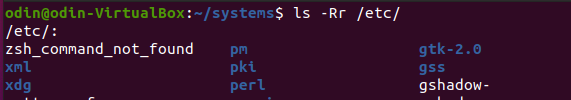 odin@odin-VirtualBox:~/systems$ ls -Rr /etc/
/etc/:
zsh_command_not_found pm gtk-2.0
xml pki gss
xdg perl gshadow-